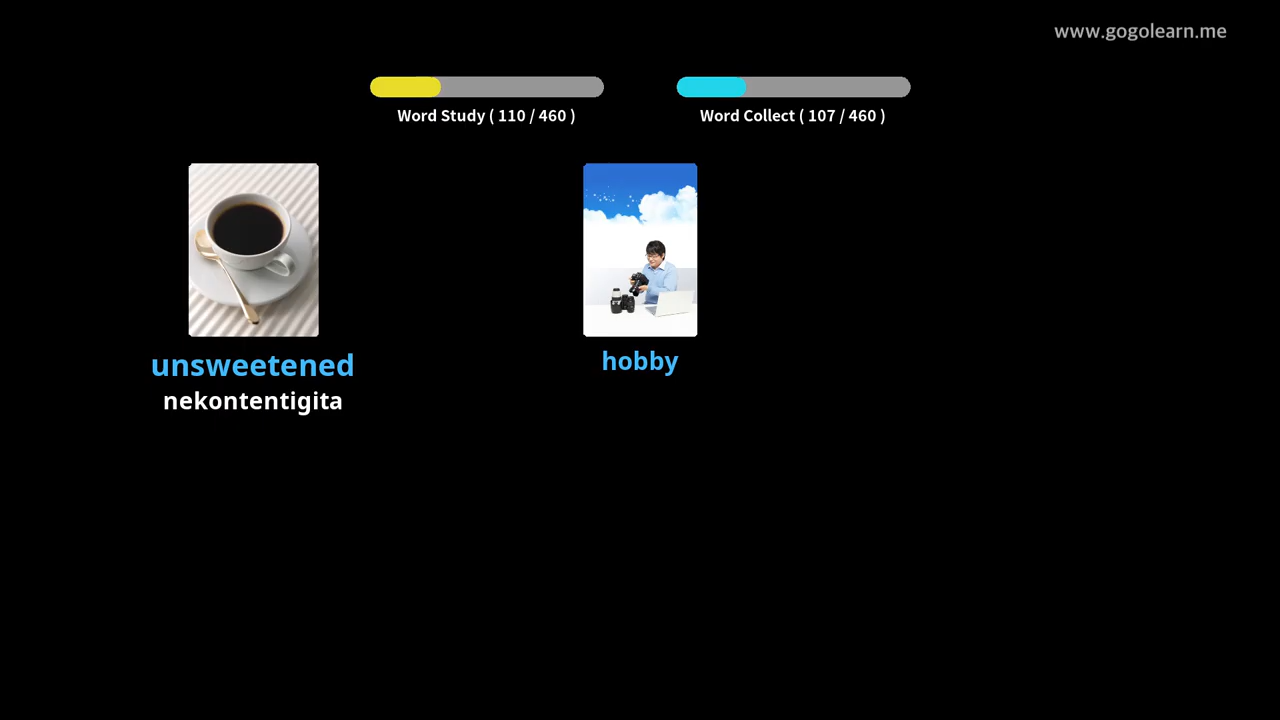 www.gogolearn.me
Word Study ( 110 / 460 )
Word Collect ( 107 / 460 )
unsweetened
nekontentigita
hobby